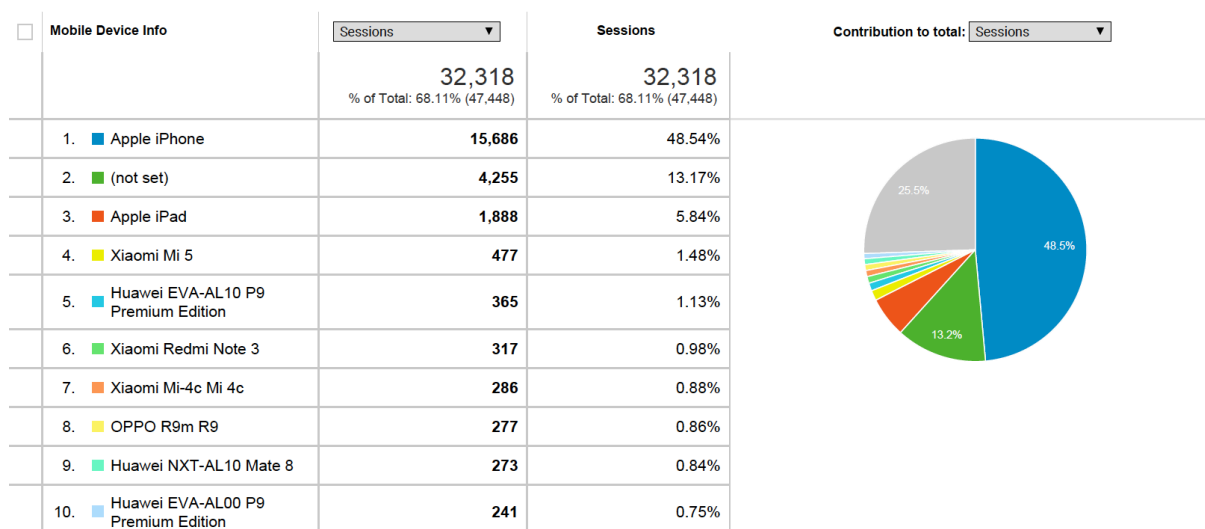 Mobile Device Info Sessions ▼ Sessions Contribution to total: Sessions ▼
32,318 32,318
% of Total: 68.11% (47,448) % of Total: 68.11% (47,448)
1. Apple iPhone 15,686 48.54%
2. (not set) 4,255 13.17%
3. Apple iPad 1,888 5.84%
4. Xiaomi Mi 5 477 1.48%
5. Huawei EVA-AL10 P9
Premium Edition 365 1.13%
6. Xiaomi Redmi Note 3 317 0.98%
7. Xiaomi Mi-4c Mi 4c 286 0.88%
8. OPPO R9m R9 277 0.86%
9. Huawei NXT-AL10 Mate 8 273 0.84%
10. Huawei EVA-AL00 P9
Premium Edition 241 0.75%
25.5%
48.5%
13.2%